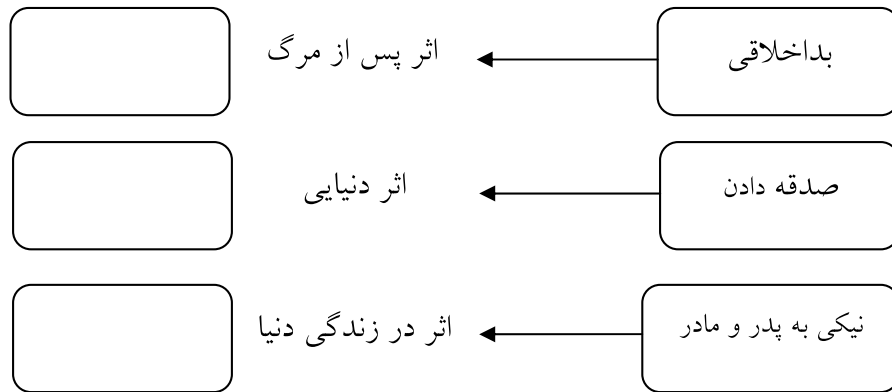 بداخلاقی
اثر پس از مرگ
صدقه دادن
اثر دنیایی
نیکی به پدر و مادر
اثر در زندگی دنیا